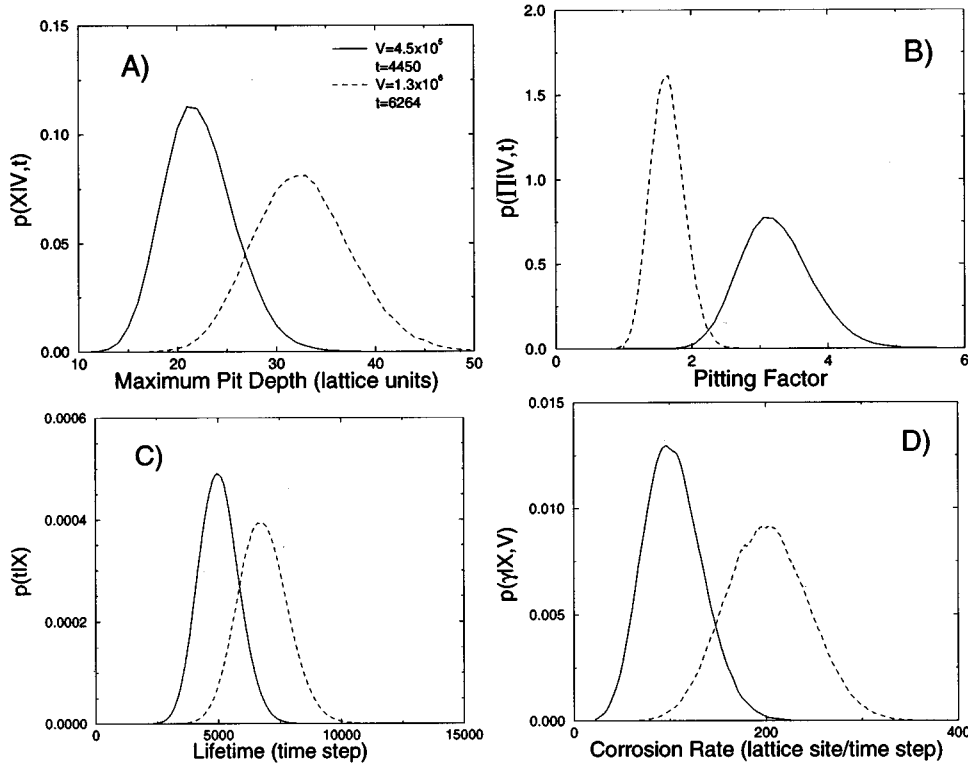 A)
V=4.5x10⁵
t=4450
V=1.3x10⁶
t=6264
0.15
0.10
0.05
0.00
p(X|V,t)
10 20 30 40 50
Maximum Pit Depth (lattice units)
B)
2.0
1.5
1.0
0.5
0.0
p(∏|V,t)
0 2 4 6
Pitting Factor
C)
0.0006
0.0004
0.0002
0.0000
p(t|X)
0 5000 10000 15000
Lifetime (time step)
D)
0.015
0.010
0.005
0.000
p(γ|X,V)
0 200 400
Corrosion Rate (lattice site/time step)